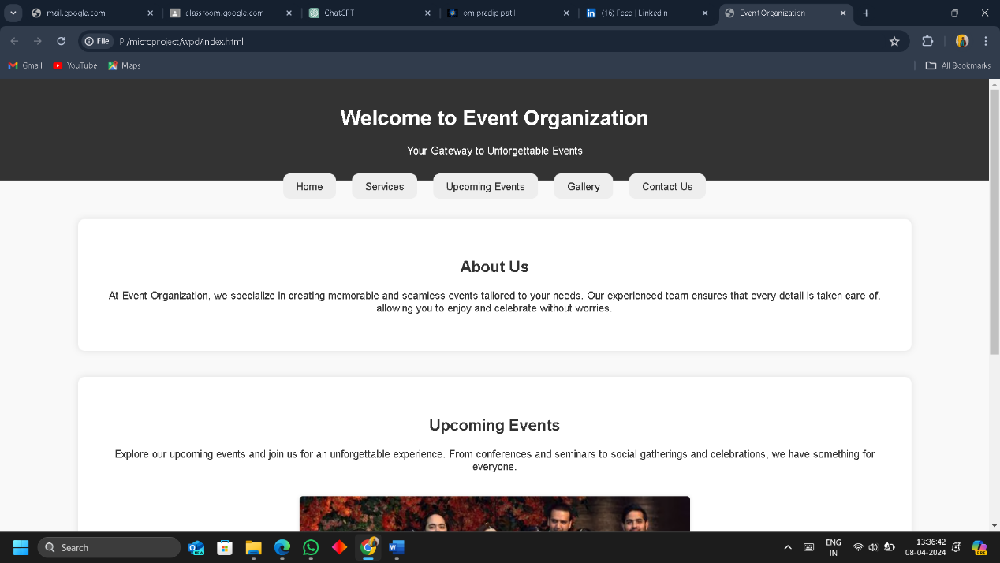 mail.google.com
classroom.google.com
ChatGPT
om pradip patil
(16) Feed | LinkedIn
Event Organization
File P:/microproject/wpd/index.html
Gmail YouTube Maps All Bookmarks
Welcome to Event Organization
Your Gateway to Unforgettable Events
Home Services Upcoming Events Gallery Contact Us
About Us
At Event Organization, we specialize in creating memorable and seamless events tailored to your needs. Our experienced team ensures that every detail is taken care of,
allowing you to enjoy and celebrate without worries.
Upcoming Events
Explore our upcoming events and join us for an unforgettable experience. From conferences and seminars to social gatherings and celebrations, we have something for
everyone.
Search
ENG
IN
13:36:42
08-04-2024